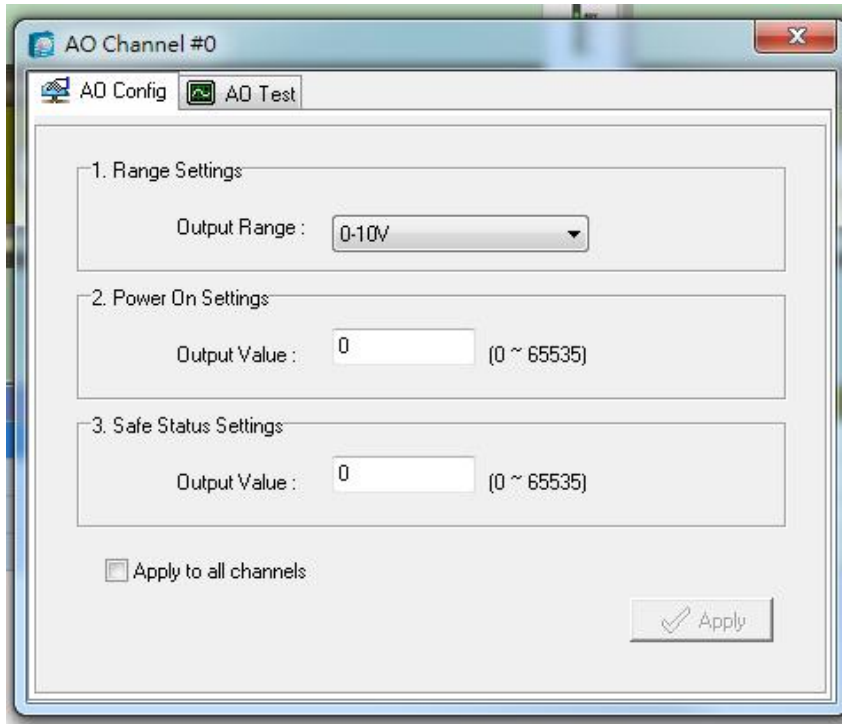 AO Channel #0
AO Config
AO Test
1. Range Settings
Output Range :
0-10V
2. Power On Settings
Output Value :
0
(0 ~ 65535)
3. Safe Status Settings
Output Value :
0
(0 ~ 65535)
Apply to all channels
Apply